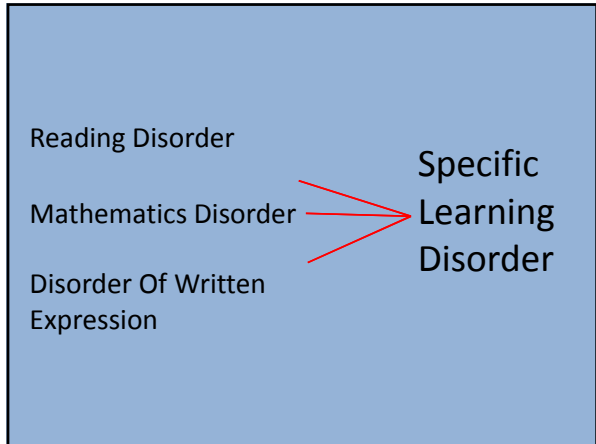 Reading Disorder
Mathematics Disorder
Disorder Of Written
Expression
Specific
Learning
Disorder